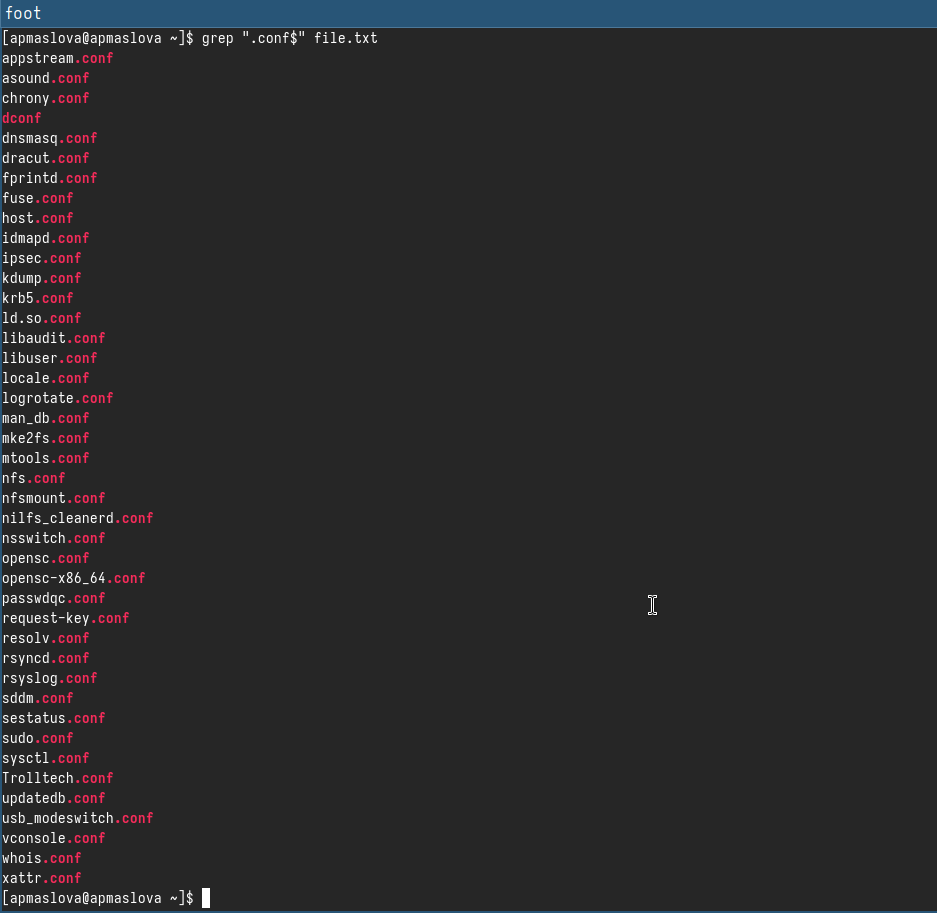 foot
[apmaslova@apmaslova ~]$ grep ".conf$" file.txt
appstream.conf
asound.conf
chrony.conf
dconf
dnsmasq.conf
dracut.conf
fprintd.conf
fuse.conf
host.conf
idmapd.conf
ipsec.conf
kdump.conf
krb5.conf
ld.so.conf
libaudit.conf
libuser.conf
locale.conf
logrotate.conf
man_db.conf
mke2fs.conf
mtools.conf
nfs.conf
nfsmount.conf
nilfs_cleanerd.conf
nsswitch.conf
opensc.conf
opensc-x86_64.conf
passwdqc.conf
request-key.conf
resolv.conf
rsyncd.conf
rsyslog.conf
sddm.conf
sestatus.conf
sudo.conf
sysctl.conf
Trolltech.conf
updatedb.conf
usb_modeswitch.conf
vconsole.conf
whois.conf
xattr.conf
[apmaslova@apmaslova ~]$